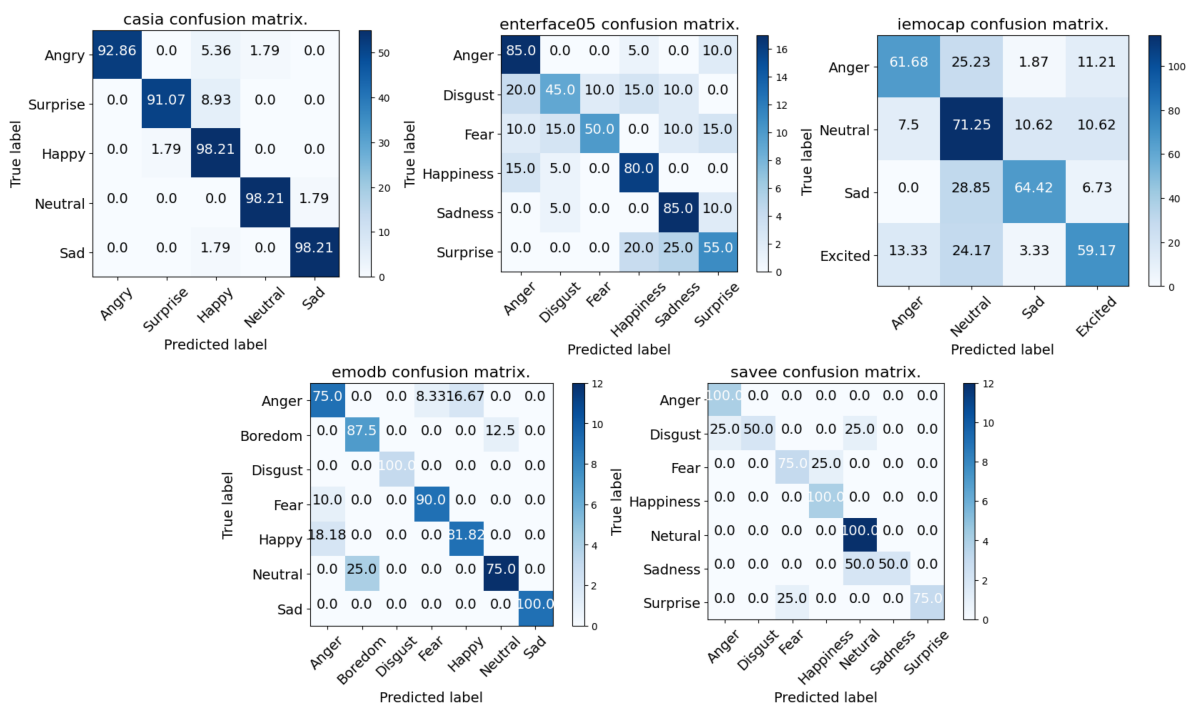 casia confusion matrix.
Angry 92.86 0.0 5.36 1.79 0.0
Surprise 0.0 91.07 8.93 0.0 0.0
Happy 0.0 1.79 98.21 0.0 0.0
Neutral 0.0 0.0 0.0 98.21 1.79
Sad 0.0 0.0 1.79 0.0 98.21
Angry Surprise Happy Neutral Sad
True label
Predicted label
50
40
30
20
10
0
enterface05 confusion matrix.
Anger 85.0 0.0 0.0 5.0 0.0 10.0
Disgust 20.0 45.0 10.0 15.0 10.0 0.0
Fear 10.0 15.0 50.0 0.0 10.0 15.0
Happiness 15.0 5.0 0.0 80.0 0.0 0.0
Sadness 0.0 5.0 0.0 0.0 85.0 10.0
Surprise 0.0 0.0 0.0 20.0 25.0 55.0
Anger Disgust Fear Happiness Sadness Surprise
True label
Predicted label
16
14
12
10
8
6
4
2
0
iemocap confusion matrix.
Anger 61.68 25.23 1.87 11.21
Neutral 7.5 71.25 10.62 10.62
Sad 0.0 28.85 64.42 6.73
Excited 13.33 24.17 3.33 59.17
Anger Neutral Sad Excited
True label
Predicted label
100
80
60
40
20
0
emodb confusion matrix.
Anger 75.0 0.0 0.0 8.33 16.67 0.0 0.0
Boredom 0.0 87.5 0.0 0.0 0.0 12.5 0.0
Disgust 0.0 0.0 100.0 0.0 0.0 0.0 0.0
Fear 10.0 0.0 0.0 90.0 0.0 0.0 0.0
Happy 18.18 0.0 0.0 0.0 81.82 0.0 0.0
Neutral 0.0 25.0 0.0 0.0 0.0 75.0 0.0
Sad 0.0 0.0 0.0 0.0 0.0 0.0 100.0
Anger Boredom Disgust Fear Happy Neutral Sad
True label
Predicted label
12
10
8
6
4
2
0
savee confusion matrix.
Anger 100.0 0.0 0.0 0.0 0.0 0.0 0.0
Disgust 25.0 50.0 0.0 0.0 25.0 0.0 0.0
Fear 0.0 0.0 75.0 25.0 0.0 0.0 0.0
Happiness 0.0 0.0 0.0 100.0 0.0 0.0 0.0
Netural 0.0 0.0 0.0 0.0 100.0 0.0 0.0
Sadness 0.0 0.0 0.0 0.0 50.0 50.0 0.0
Surprise 0.0 0.0 25.0 0.0 0.0 0.0 75.0
Anger Disgust Fear Happiness Netural Sadness Surprise
True label
Predicted label
12
10
8
6
4
2
0